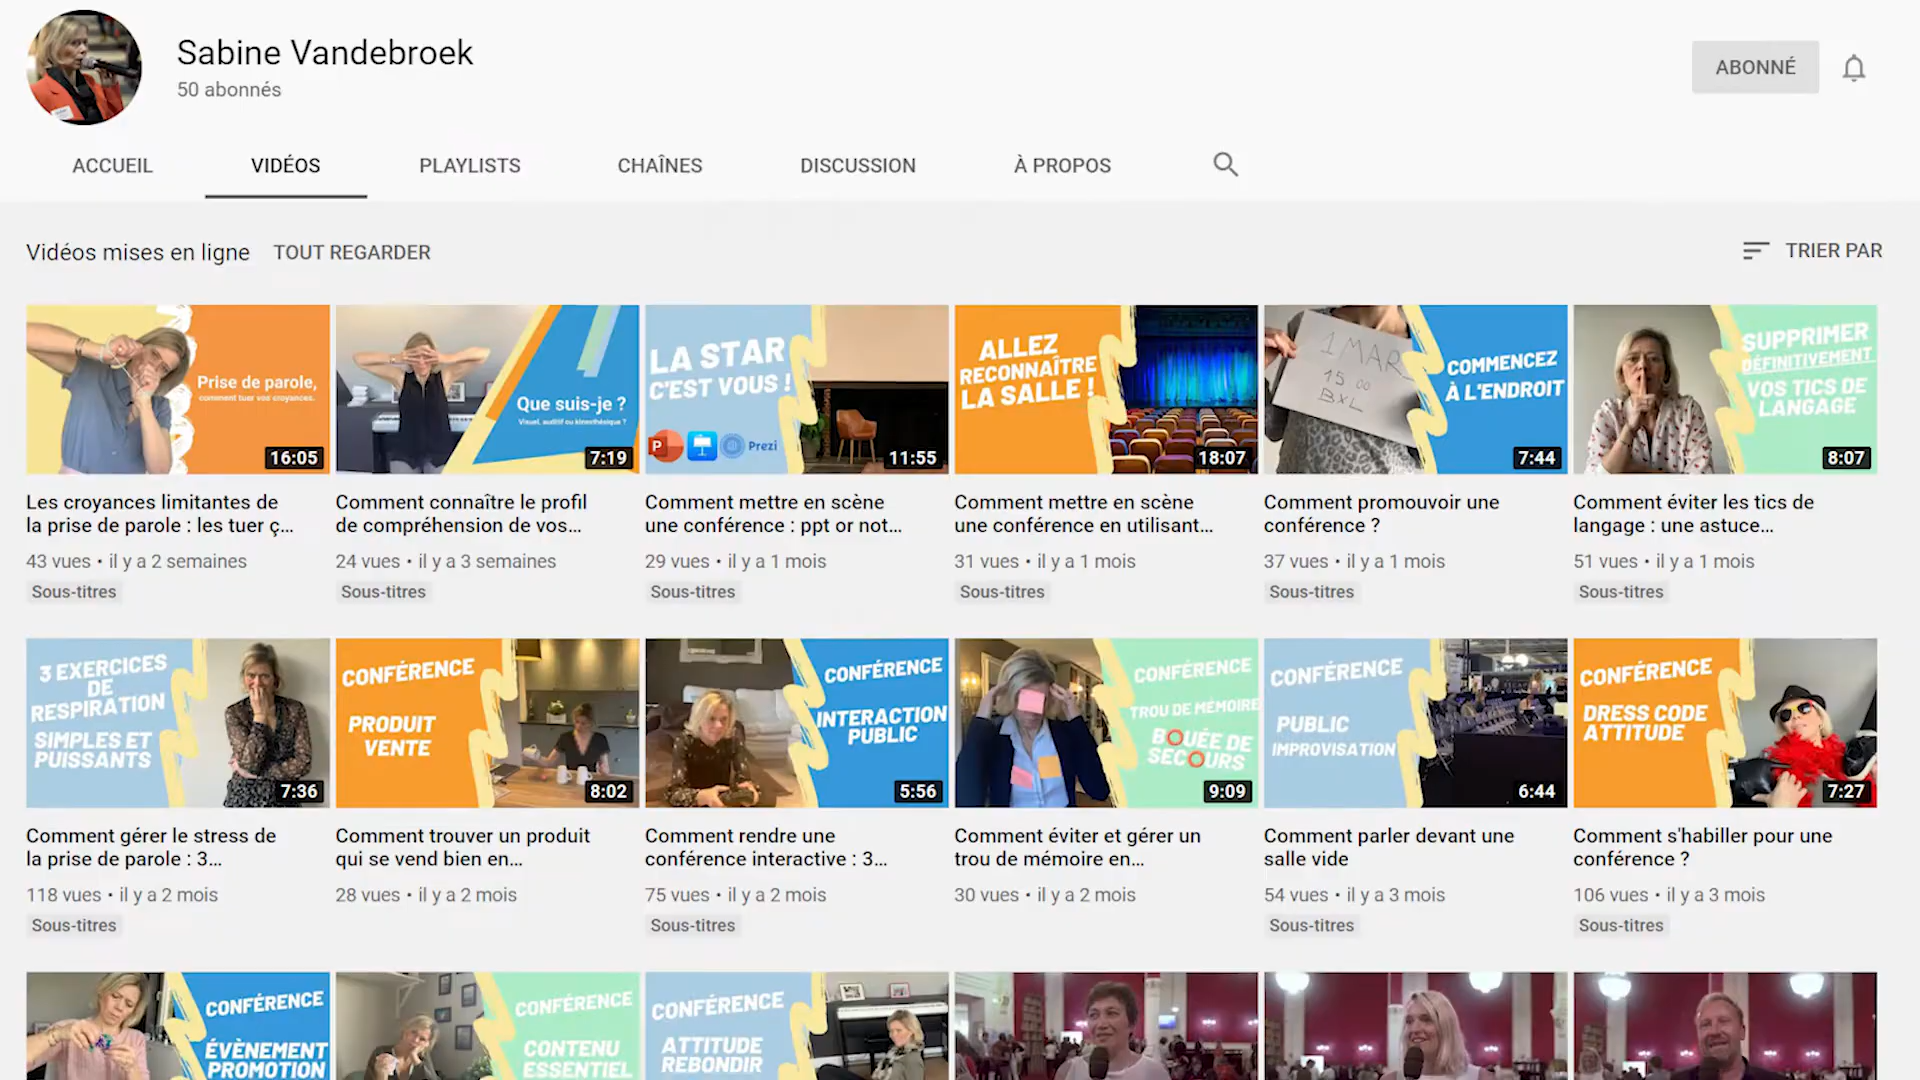 Sabine Vandebroek
50 abonnés
ABONNÉ
ACCUEIL
VIDÉOS
PLAYLISTS
CHAÎNES
DISCUSSION
À PROPOS
Vidéos mises en ligne
TOUT REGARDER
TRIER PAR
Prise de parole,
comment tuer vos croyances.
16:05
Que suis-je ?
Visuel, auditif ou kinesthésique ?
7:19
LA STAR
C'EST VOUS !
P
Prezi
11:55
ALLEZ
RECONNAÎTRE
LA SALLE !
18:07
1 MAR
15 00
BXL
COMMENCEZ
À L'ENDROIT
7:44
SUPPRIMER
DÉFINITIVEMENT
VOS TICS DE
LANGAGE
8:07
Les croyances limitantes de
la prise de parole : les tuer ç...
43 vues • il y a 2 semaines
Sous-titres
Comment connaître le profil
de compréhension de vos...
24 vues • il y a 3 semaines
Sous-titres
Comment mettre en scène
une conférence : ppt or not...
29 vues • il y a 1 mois
Sous-titres
Comment mettre en scène
une conférence en utilisant...
31 vues • il y a 1 mois
Sous-titres
Comment promouvoir une
conférence ?
37 vues • il y a 1 mois
Sous-titres
Comment éviter les tics de
langage : une astuce...
51 vues • il y a 1 mois
Sous-titres
3 EXERCICES
DE
RESPIRATION
SIMPLES ET
PUISSANTS
7:36
CONFÉRENCE
PRODUIT
VENTE
8:02
CONFÉRENCE
INTERACTION
PUBLIC
5:56
CONFÉRENCE
TROU DE MÉMOIRE
BOUÉE DE
SECOURS
9:09
CONFÉRENCE
PUBLIC
IMPROVISATION
6:44
CONFÉRENCE
DRESS CODE
ATTITUDE
7:27
Comment gérer le stress de
la prise de parole : 3...
118 vues • il y a 2 mois
Sous-titres
Comment trouver un produit
qui se vend bien en...
28 vues • il y a 2 mois
Comment rendre une
conférence interactive : 3...
75 vues • il y a 2 mois
Sous-titres
Comment éviter et gérer un
trou de mémoire en...
30 vues • il y a 2 mois
Comment parler devant une
salle vide
54 vues • il y a 3 mois
Sous-titres
Comment s'habiller pour une
conférence ?
106 vues • il y a 3 mois
Sous-titres
CONFÉRENCE
ÉVÈNEMENT
PROMOTION
CONFÉRENCE
CONTENU
ESSENTIEL
CONFÉRENCE
ATTITUDE
REBONDIR